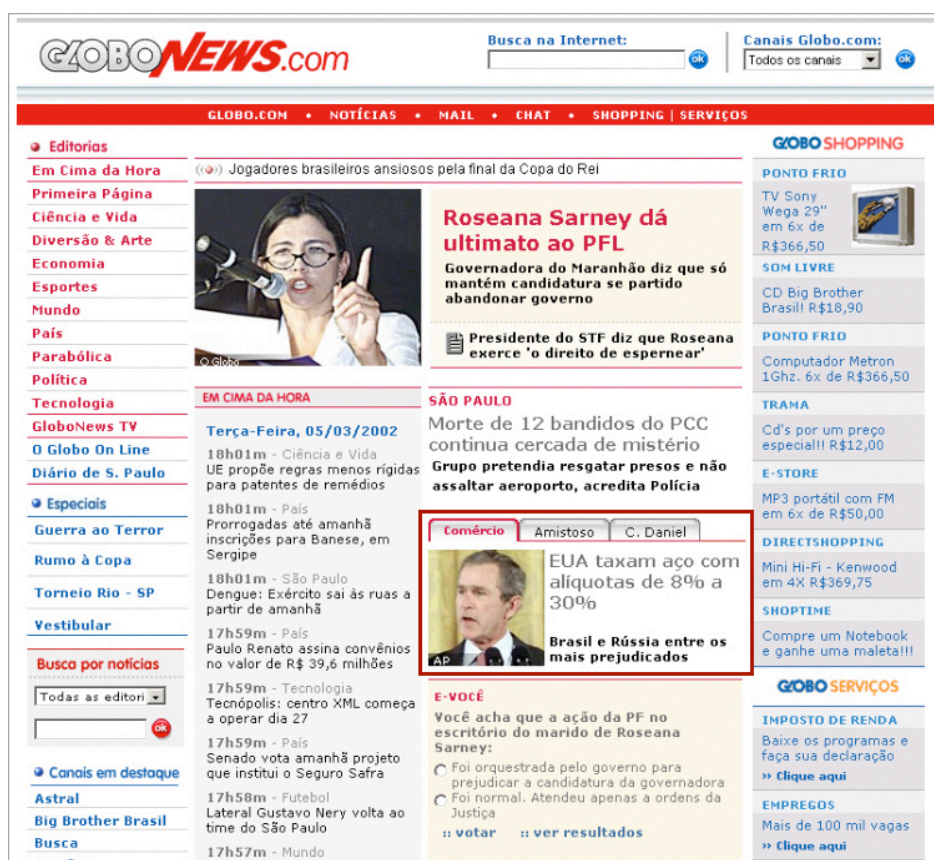 GLOBONEWS.com
Busca na Internet:
ok
Canais Globo.com:
Todos os canais
ok
GLOBO.COM • NOTÍCIAS • MAIL • CHAT • SHOPPING | SERVIÇOS
Editorias
Em Cima da Hora
Primeira Página
Ciência e Vida
Diversão & Arte
Economia
Esportes
Mundo
País
Parabólica
Política
Tecnologia
GloboNews TV
O Globo On Line
Diário de S. Paulo
Especiais
Guerra ao Terror
Rumo à Copa
Torneio Rio - SP
Vestibular
Busca por notícias
Todas as editori
ok
Canais em destaque
Astral
Big Brother Brasil
Busca
Jogadores brasileiros ansiosos pela final da Copa do Rei
O Globo
Roseana Sarney dá
ultimato ao PFL
Governadora do Maranhão diz que só
mantém candidatura se partido
abandonar governo
Presidente do STF diz que Roseana
exerce 'o direito de espernear'
EM CIMA DA HORA
Terça-Feira, 05/03/2002
18h01m - Ciência e Vida
UE propõe regras menos rígidas
para patentes de remédios
18h01m - País
Prorrogadas até amanhã
inscrições para Banese, em
Sergipe
18h01m - São Paulo
Dengue: Exército sai às ruas a
partir de amanhã
17h59m - País
Paulo Renato assina convênios
no valor de R$ 39,6 milhões
17h59m - Tecnologia
Tecnópolis: centro XML começa
a operar dia 27
17h59m - País
Senado vota amanhã projeto
que institui o Seguro Safra
17h58m - Futebol
Lateral Gustavo Nery volta ao
time do São Paulo
17h57m - Mundo
SÃO PAULO
Morte de 12 bandidos do PCC
continua cercada de mistério
Grupo pretendia resgatar presos e não
assaltar aeroporto, acredita Polícia
Comércio Amistoso C. Daniel
AP
EUA taxam aço com
alíquotas de 8% a
30%
Brasil e Rússia entre os
mais prejudicados
E-VOCÊ
Você acha que a ação da PF no
escritório do marido de Roseana
Sarney:
Foi orquestrada pelo governo para
prejudicar a candidatura da governadora
Foi normal. Atendeu apenas a ordens da
Justiça
:: votar :: ver resultados
GLOBO SHOPPING
PONTO FRIO
TV Sony
Wega 29"
em 6x de
R$366,50
SOM LIVRE
CD Big Brother
Brasil! R$18,90
PONTO FRIO
Computador Metron
1Ghz. 6x de R$366,50
TRAMA
Cd's por um preço
especial!!! R$12,00
E-STORE
MP3 portátil com FM
em 6x de R$50,00
DIRECTSHOPPING
Mini Hi-Fi - Kenwood
em 4X R$369,75
SHOPTIME
Compre um Notebook
e ganhe uma maleta!!!
GLOBO SERVIÇOS
IMPOSTO DE RENDA
Baixe os programas e
faça sua declaração
›› Clique aqui
EMPREGOS
Mais de 100 mil vagas
›› Clique aqui